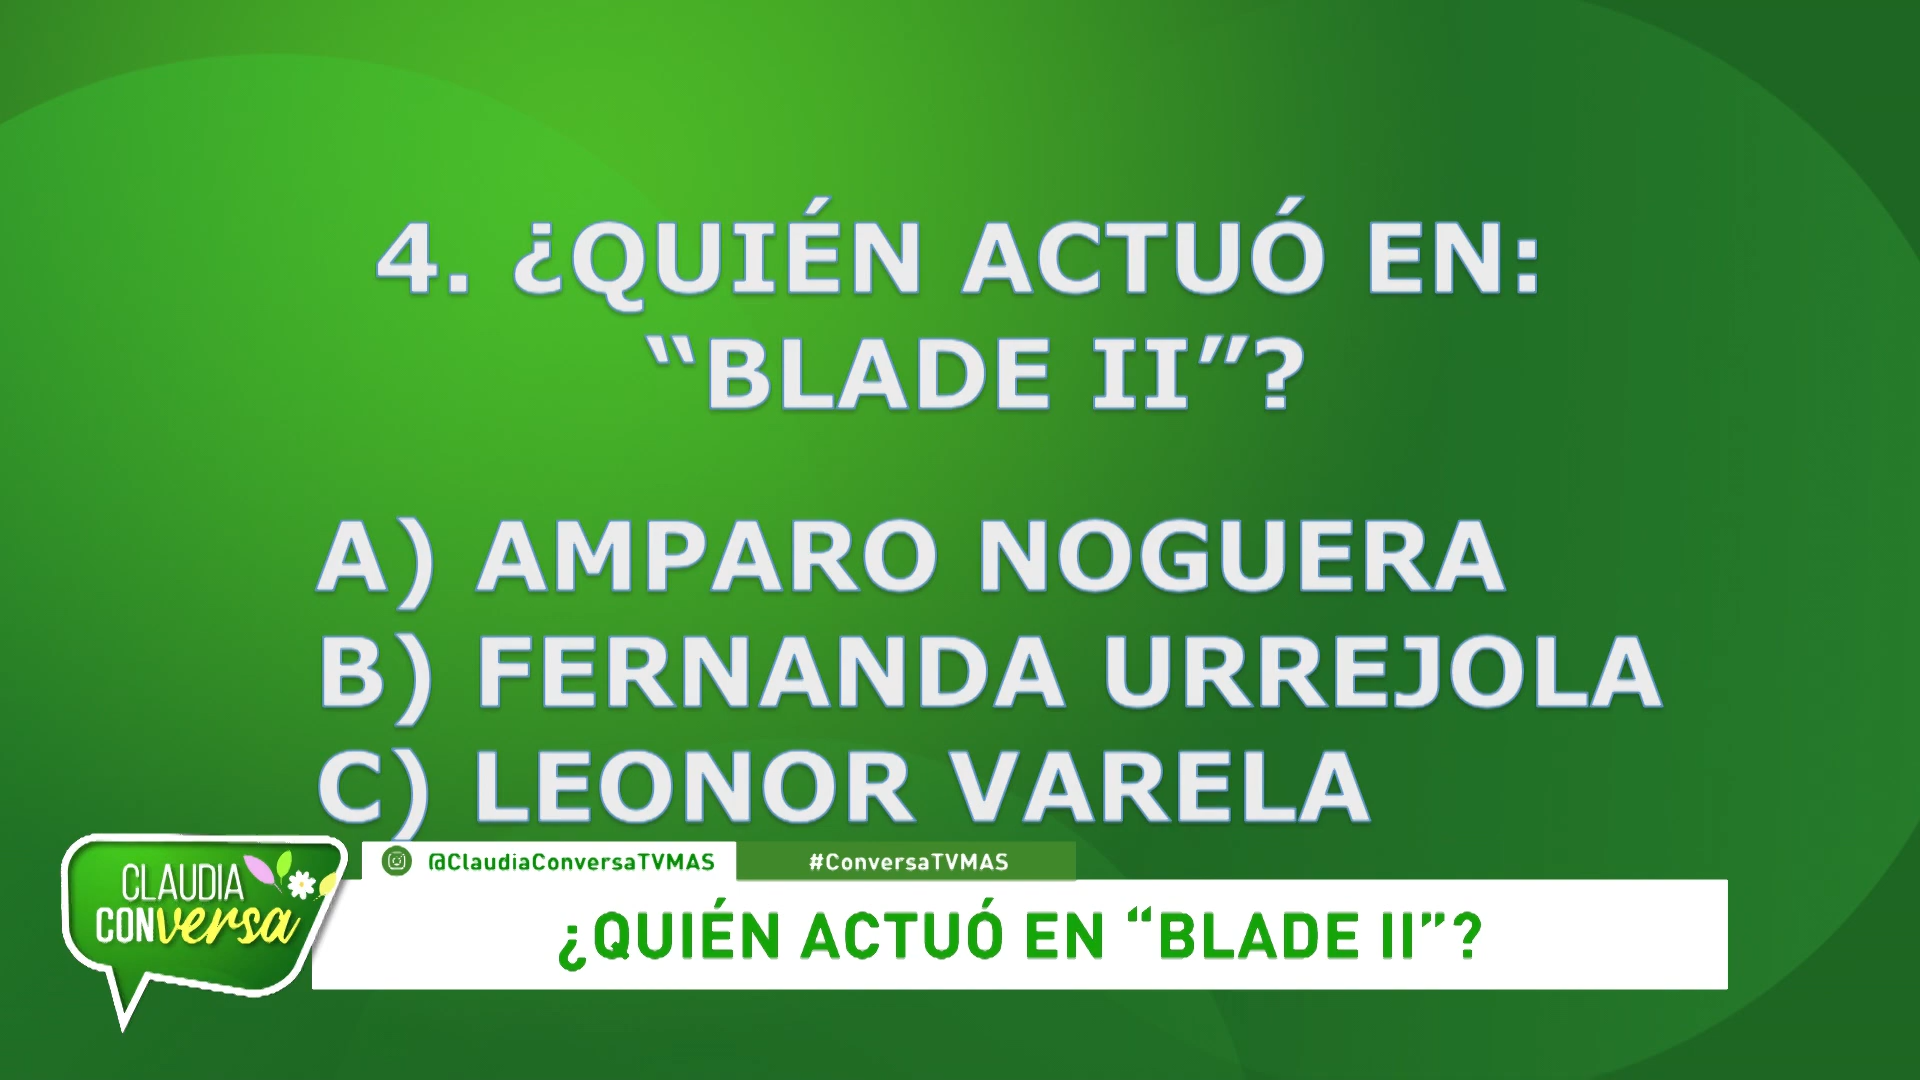 4. ¿QUIÉN ACTUÓ EN:
“BLADE II”?
A) AMPARO NOGUERA
B) FERNANDA URREJOLA
C) LEONOR VARELA
@ClaudiaConversaTVMAS
#ConversaTVMAS
CLAUDIA
CONversa
¿QUIÉN ACTUÓ EN “BLADE II”?